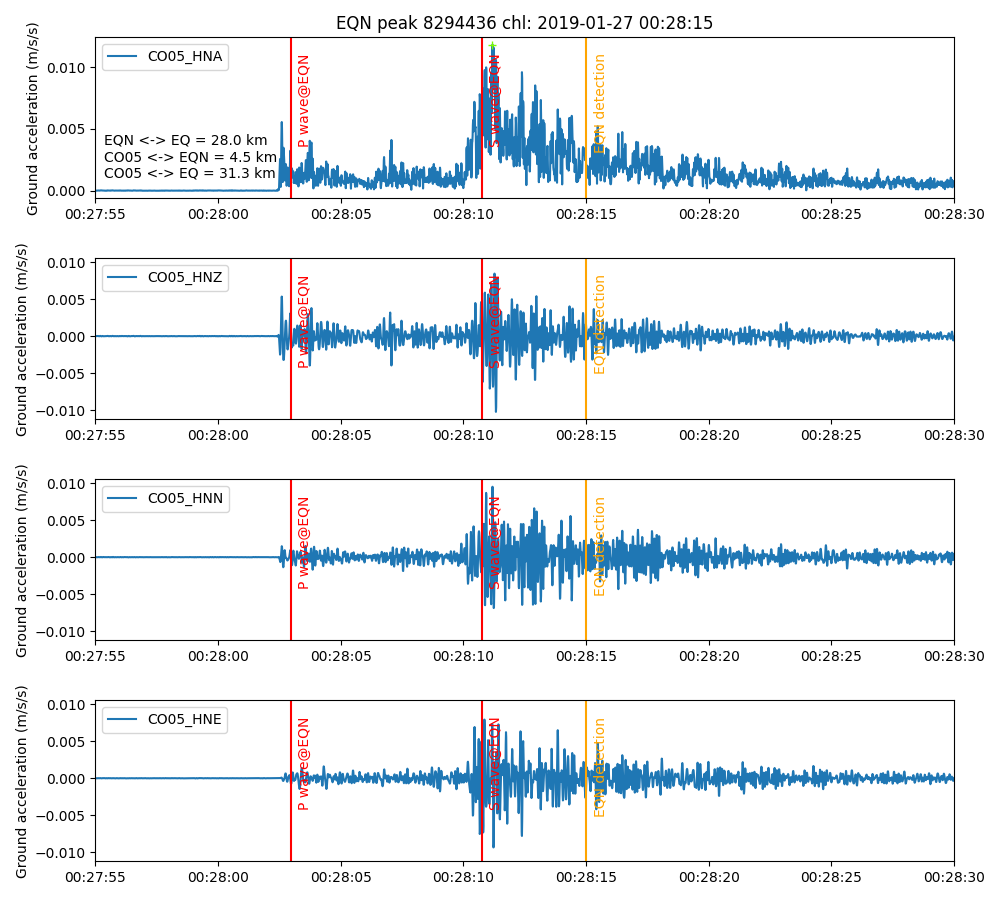 EQN peak 8294436 chl: 2019-01-27 00:28:15
Ground acceleration (m/s/s)
0.010
0.005
0.000
CO05_HNA
EQN <-> EQ = 28.0 km
CO05 <-> EQN = 4.5 km
CO05 <-> EQ = 31.3 km
P wave@EQN
S wave@EQN
EQN detection
00:27:55 00:28:00 00:28:05 00:28:10 00:28:15 00:28:20 00:28:25 00:28:30
Ground acceleration (m/s/s)
0.010
0.005
0.000
−0.005
−0.010
CO05_HNZ
P wave@EQN
S wave@EQN
EQN detection
00:27:55 00:28:00 00:28:05 00:28:10 00:28:15 00:28:20 00:28:25 00:28:30
Ground acceleration (m/s/s)
0.010
0.005
0.000
−0.005
−0.010
CO05_HNN
P wave@EQN
S wave@EQN
EQN detection
00:27:55 00:28:00 00:28:05 00:28:10 00:28:15 00:28:20 00:28:25 00:28:30
Ground acceleration (m/s/s)
0.010
0.005
0.000
−0.005
−0.010
CO05_HNE
P wave@EQN
S wave@EQN
EQN detection
00:27:55 00:28:00 00:28:05 00:28:10 00:28:15 00:28:20 00:28:25 00:28:30